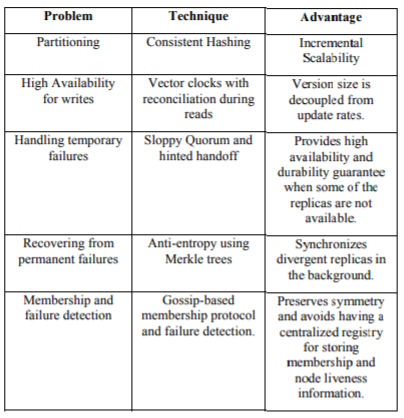 Problem
Technique
Advantage
Partitioning
Consistent Hashing
Incremental
Scalability
High Availability
for writes
Vector clocks with
reconciliation during
reads
Version size is
decoupled from
update rates.
Handling temporary
failures
Sloppy Quorum and
hinted handoff
Provides high
availability and
durability guarantee
when some of the
replicas are not
available.
Recovering from
permanent failures
Anti-entropy using
Merkle trees
Synchronizes
divergent replicas in
the background.
Membership and
failure detection
Gossip-based
membership protocol
and failure detection.
Preserves symmetry
and avoids having a
centralized registry
for storing
membership and
node liveness
information.